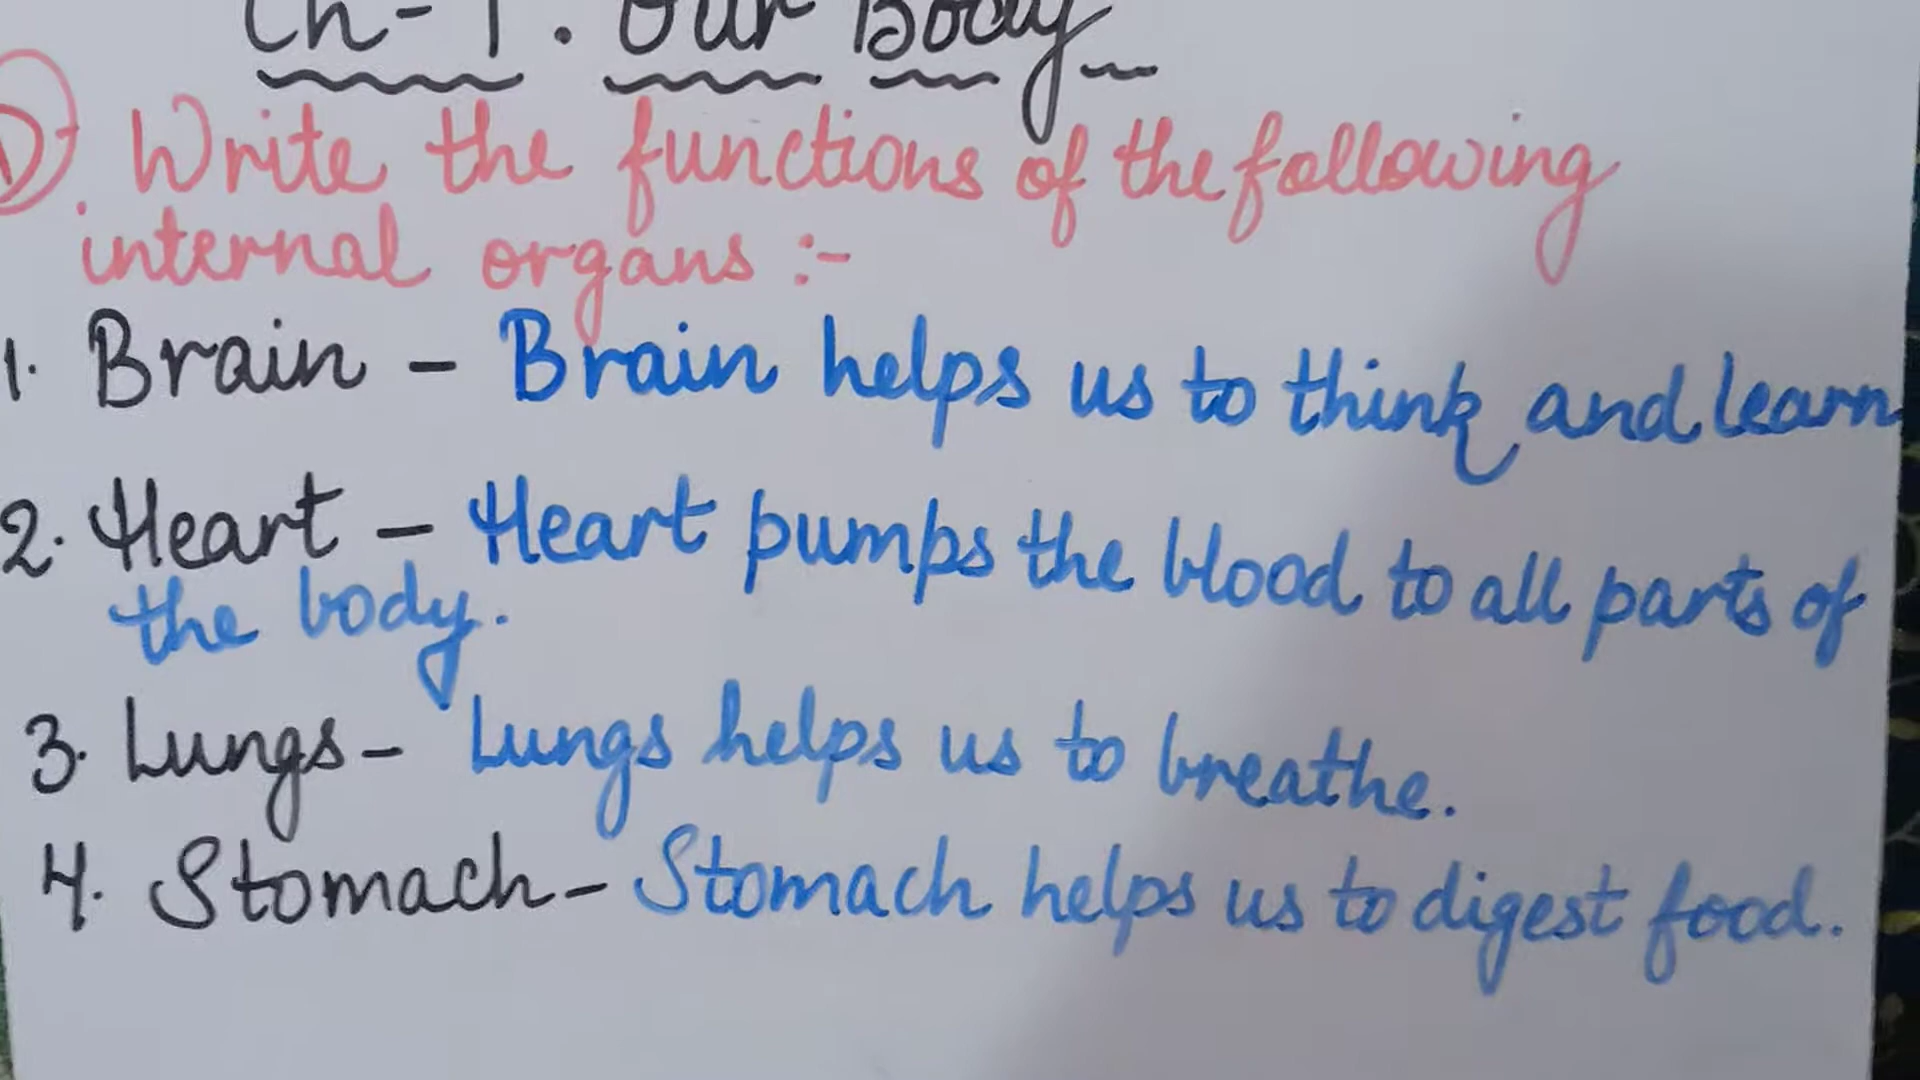 Ch-1. Our Body
D. Write the functions of the following
internal organs :-
1. Brain - Brain helps us to think and learn
2. Heart - Heart pumps the blood to all parts of
the body.
3. Lungs - Lungs helps us to breathe.
4. Stomach - Stomach helps us to digest food.